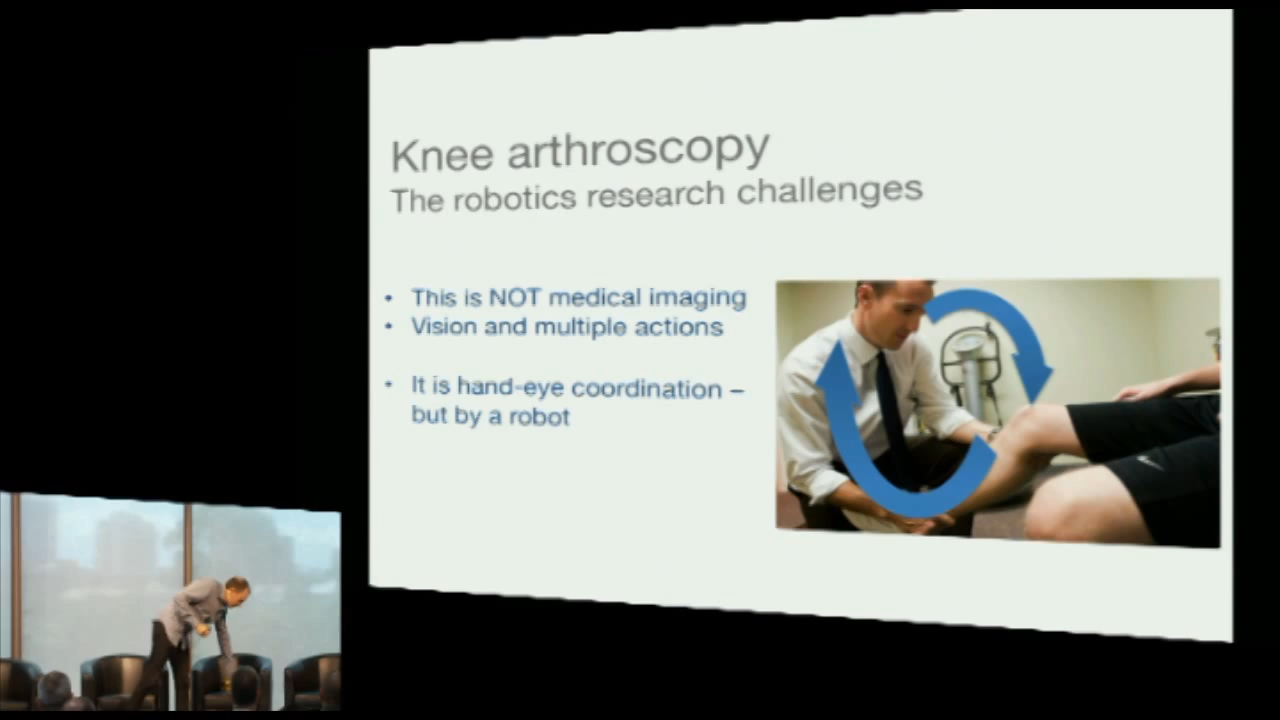 Knee arthroscopy
The robotics research challenges
• This is NOT medical imaging
• Vision and multiple actions
• It is hand-eye coordination –
but by a robot